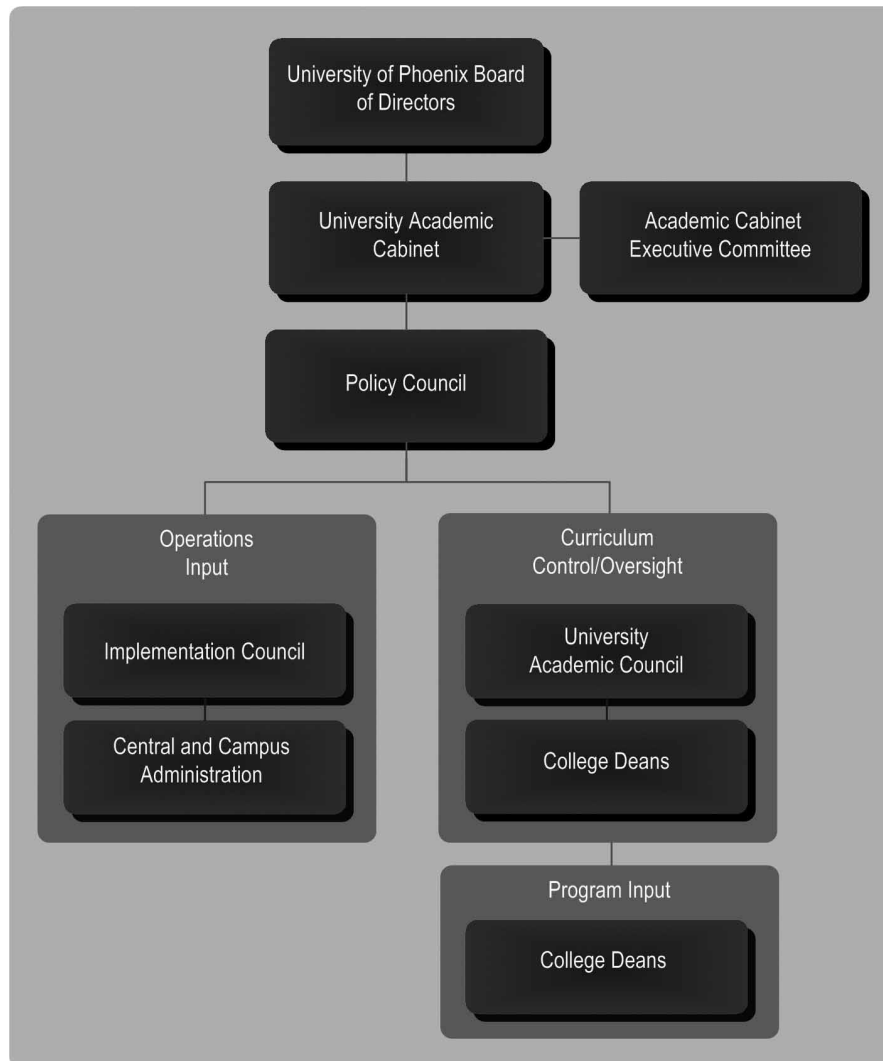 University of Phoenix Board
of Directors
University Academic
Cabinet
Academic Cabinet
Executive Committee
Policy Council
Operations
Input
Implementation Council
Central and Campus
Administration
Curriculum
Control/Oversight
University
Academic Council
College Deans
Program Input
College Deans